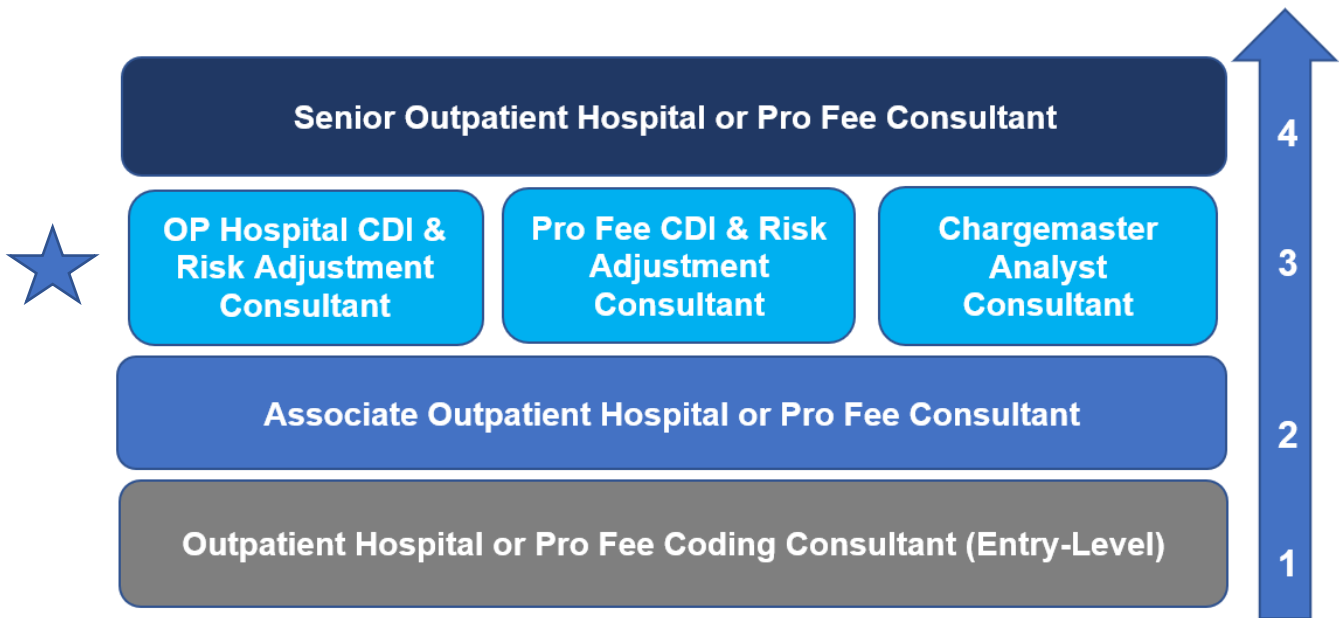 Senior Outpatient Hospital or Pro Fee Consultant
4
OP Hospital CDI &
Risk Adjustment
Consultant
Pro Fee CDI & Risk
Adjustment
Consultant
Chargemaster
Analyst
Consultant
3
Associate Outpatient Hospital or Pro Fee Consultant
2
Outpatient Hospital or Pro Fee Coding Consultant (Entry-Level)
1